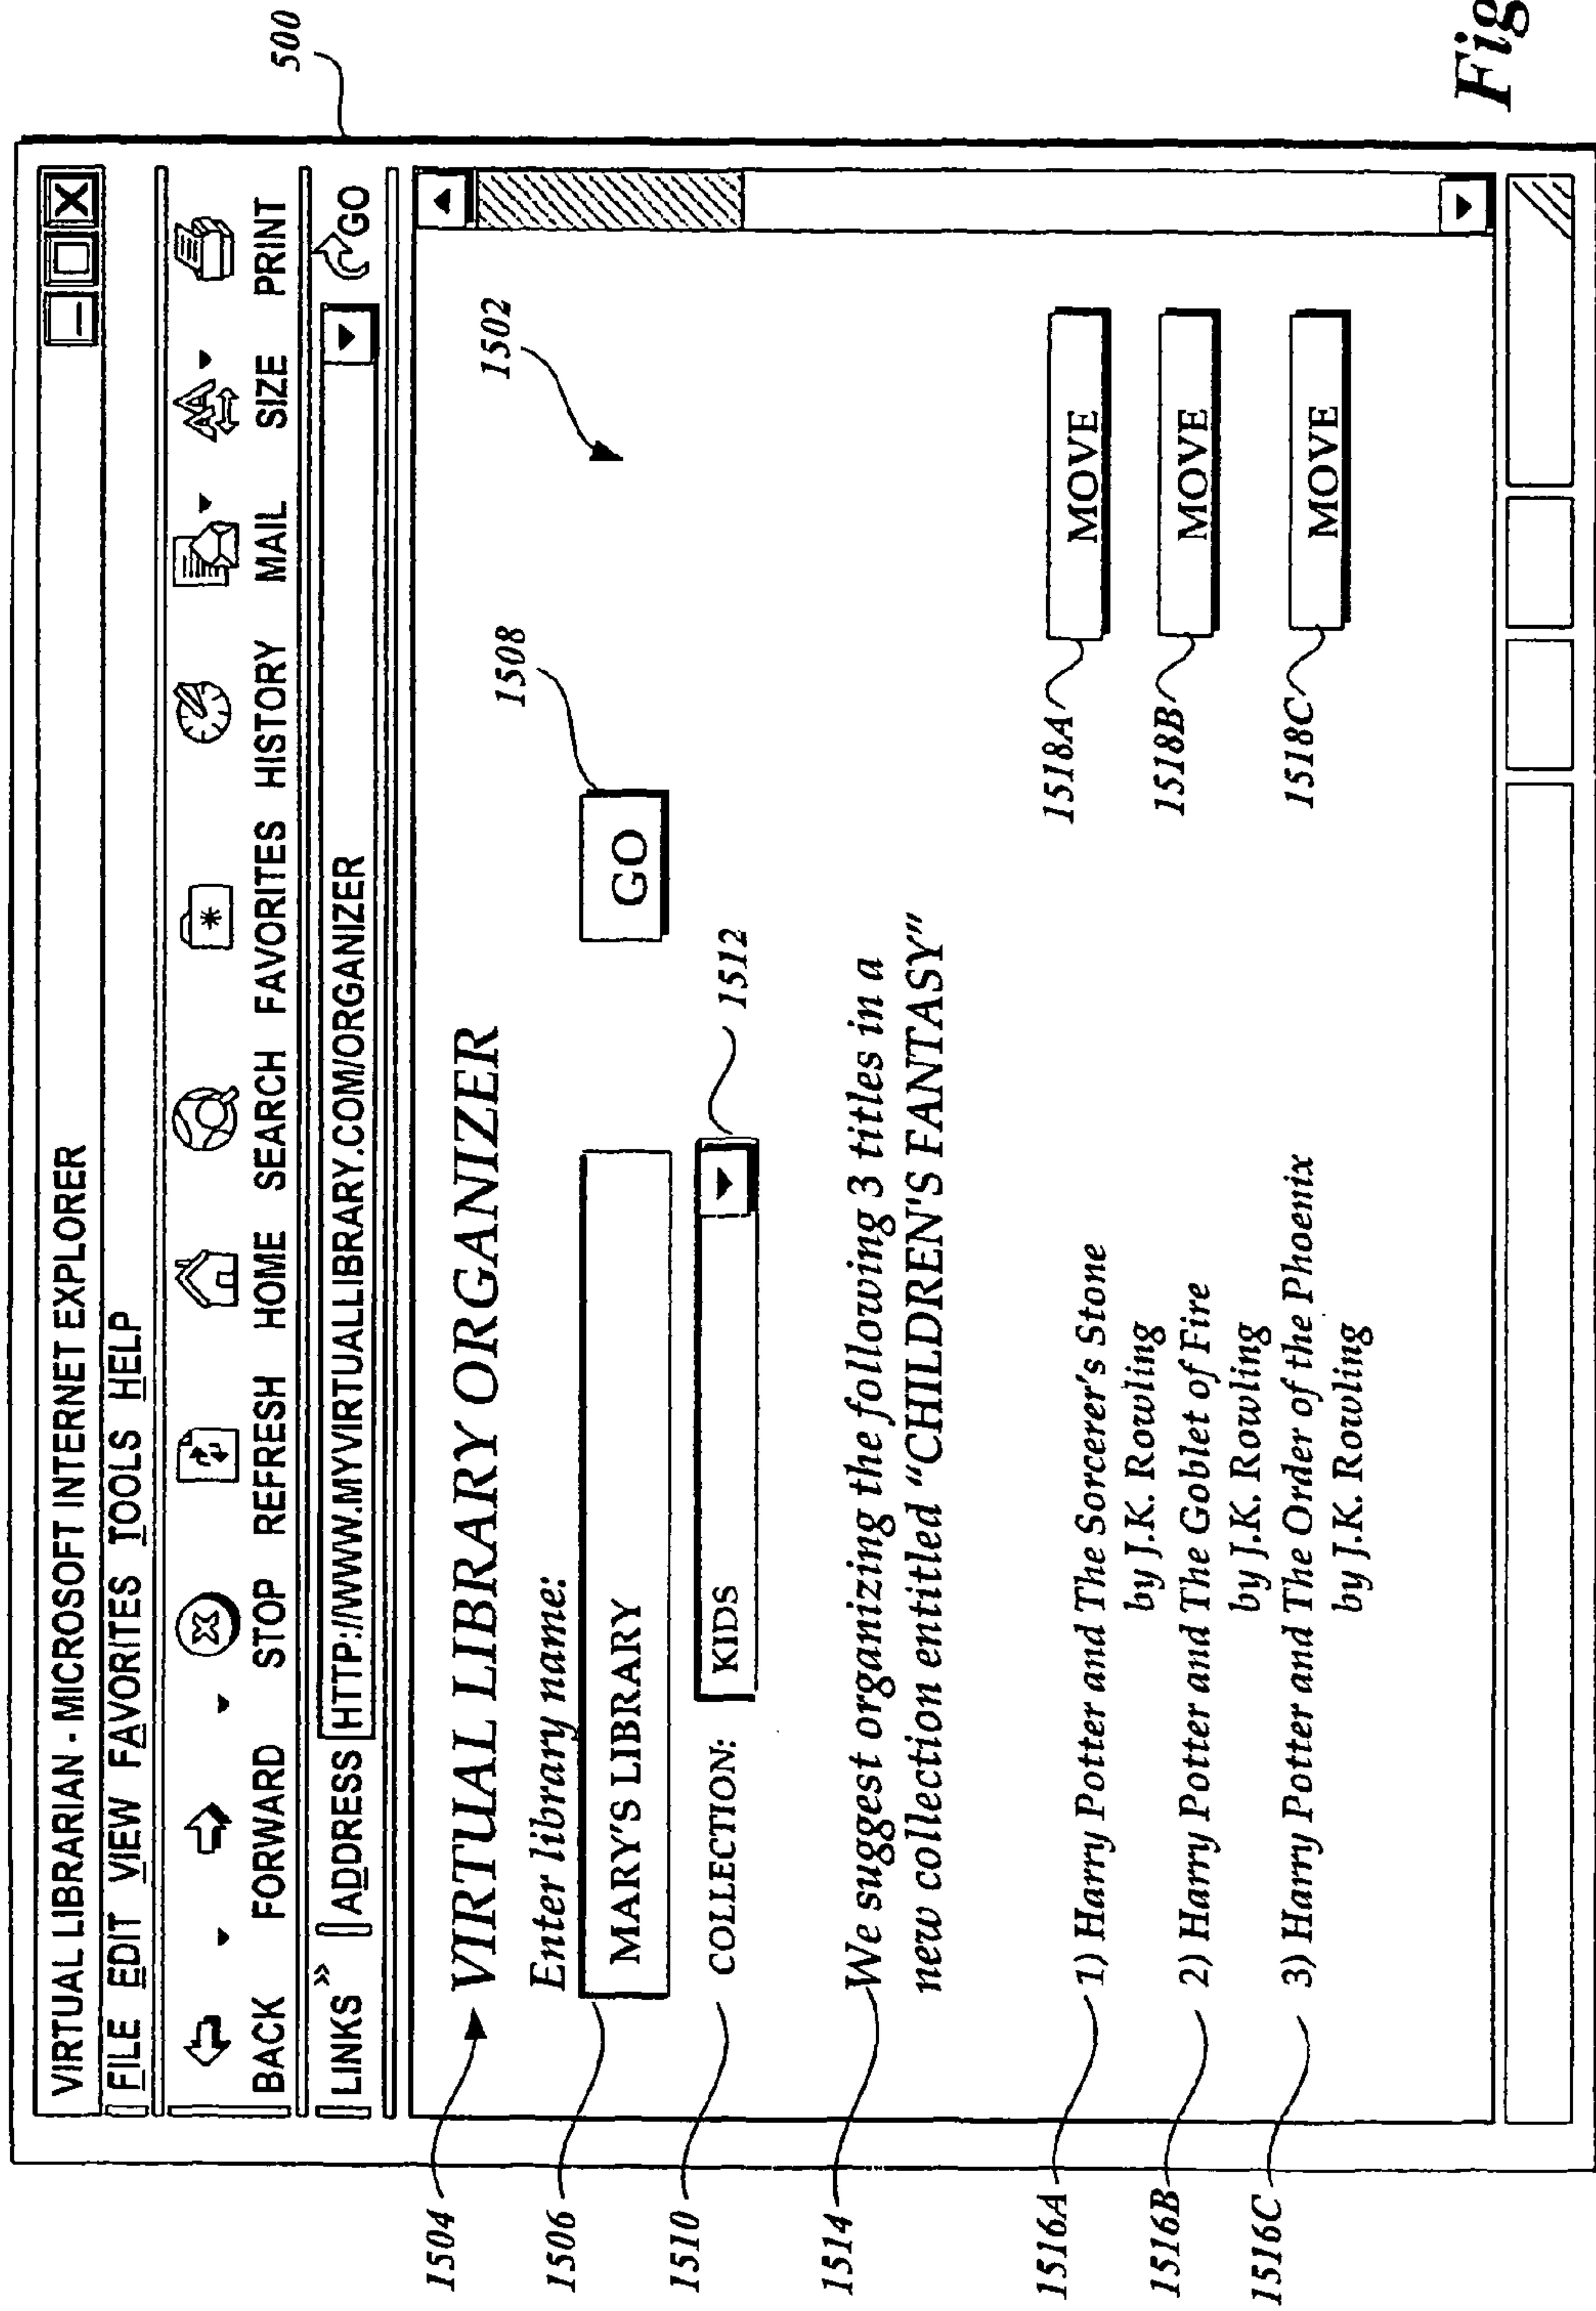 VIRTUAL LIBRARIAN - MICROSOFT INTERNET EXPLORER
FILE EDIT VIEW FAVORITES TOOLS HELP
BACK FORWARD STOP REFRESH HOME SEARCH FAVORITES HISTORY MAIL SIZE PRINT
LINKS » ADDRESS HTTP://WWW.MYVIRTUALLIBRARY.COM/ORGANIZER GO
500
1504 VIRTUAL LIBRARY ORGANIZER
1502
Enter library name:
1508
1506 MARY'S LIBRARY GO
1510 COLLECTION: KIDS 1512
1514 We suggest organizing the following 3 titles in a
new collection entitled "CHILDREN'S FANTASY"
1516A 1) Harry Potter and The Sorcerer's Stone 1518A MOVE
by J.K. Rowling
1516B 2) Harry Potter and The Goblet of Fire 1518B MOVE
by J.K. Rowling
1516C 3) Harry Potter and The Order of the Phoenix 1518C MOVE
by J.K. Rowling
Fig